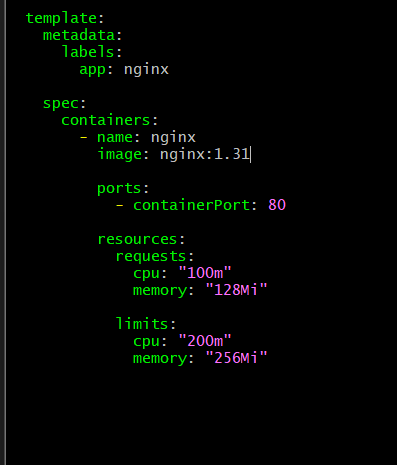 template:
  metadata:
    labels:
      app: nginx

  spec:
    containers:
      - name: nginx
        image: nginx:1.31

        ports:
          - containerPort: 80

        resources:
          requests:
            cpu: "100m"
            memory: "128Mi"

          limits:
            cpu: "200m"
            memory: "256Mi"